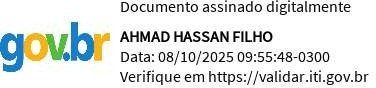 Documento assinado digitalmente
gov.br
AHMAD HASSAN FILHO
Data: 08/10/2025 09:55:48-0300
Verifique em https://validar.iti.gov.br